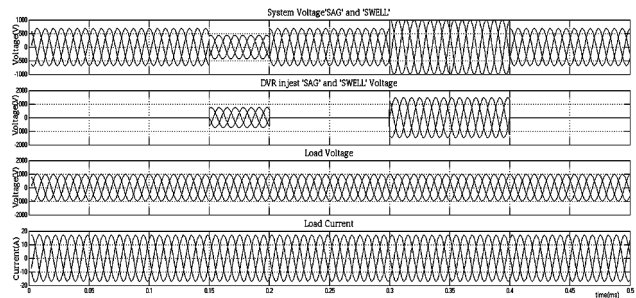 System Voltage'SAG' and 'SWELL'
Voltage(V)
1000
500
0
-500
-1000
DVR injest 'SAG' and 'SWELL' Voltage
Voltage(V)
2000
1000
0
-1000
-2000
Load Voltage
Voltage(V)
2000
1000
0
-1000
-2000
Load Current
Current(A)
20
10
0
-10
-20
0 0.05 0.1 0.15 0.2 0.25 0.3 0.35 0.4 0.45 0.5
time(ms)